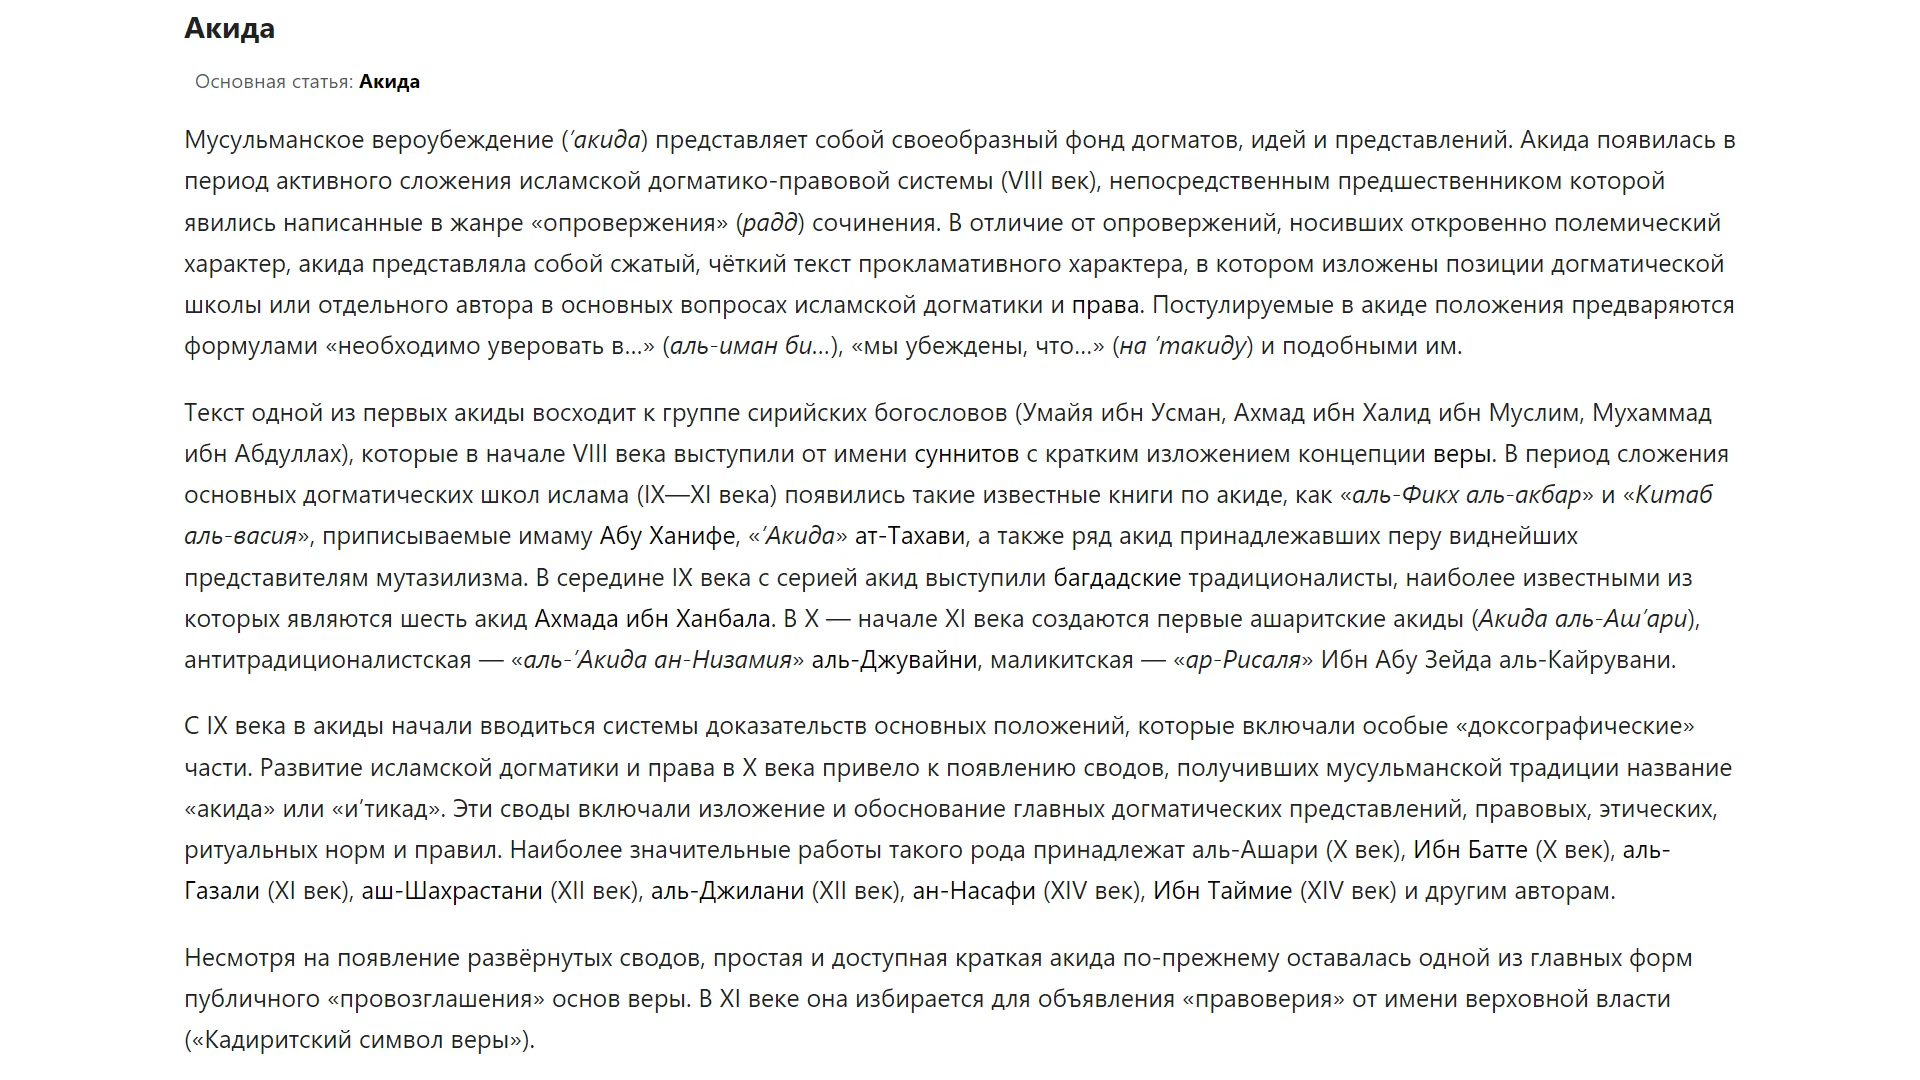 Акида
Основная статья: Акида
Мусульманское вероубеждение (ʼакида) представляет собой своеобразный фонд догматов, идей и представлений. Акида появилась в
период активного сложения исламской догматико-правовой системы (VIII век), непосредственным предшественником которой
явились написанные в жанре «опровержения» (радд) сочинения. В отличие от опровержений, носивших откровенно полемический
характер, акида представляла собой сжатый, чёткий текст прокламативного характера, в котором изложены позиции догматической
школы или отдельного автора в основных вопросах исламской догматики и права. Постулируемые в акиде положения предваряются
формулами «необходимо уверовать в…» (аль-иман би…), «мы убеждены, что…» (на ʼтакиду) и подобными им.
Текст одной из первых акиды восходит к группе сирийских богословов (Умайя ибн Усман, Ахмад ибн Халид ибн Муслим, Мухаммад
ибн Абдуллах), которые в начале VIII века выступили от имени суннитов с кратким изложением концепции веры. В период сложения
основных догматических школ ислама (IX—XI века) появились такие известные книги по акиде, как «аль-Фикх аль-акбар» и «Китаб
аль-васия», приписываемые имаму Абу Ханифе, «ʼАкида» ат-Тахави, а также ряд акид принадлежавших перу виднейших
представителям мутазилизма. В середине IX века с серией акид выступили багдадские традиционалисты, наиболее известными из
которых являются шесть акид Ахмада ибн Ханбала. В X — начале XI века создаются первые ашаритские акиды (Акида аль-Ашʼари),
антитрадиционалистская — «аль-ʼАкида ан-Низамия» аль-Джувайни, маликитская — «ар-Рисаля» Ибн Абу Зейда аль-Кайрувани.
С IX века в акиды начали вводиться системы доказательств основных положений, которые включали особые «доксографические»
части. Развитие исламской догматики и права в X века привело к появлению сводов, получивших мусульманской традиции название
«акида» или «иʼтикад». Эти своды включали изложение и обоснование главных догматических представлений, правовых, этических,
ритуальных норм и правил. Наиболее значительные работы такого рода принадлежат аль-Ашари (X век), Ибн Батте (X век), аль-
Газали (XI век), аш-Шахрастани (XII век), аль-Джилани (XII век), ан-Насафи (XIV век), Ибн Таймие (XIV век) и другим авторам.
Несмотря на появление развёрнутых сводов, простая и доступная краткая акида по-прежнему оставалась одной из главных форм
публичного «провозглашения» основ веры. В XI веке она избирается для объявления «правоверия» от имени верховной власти
(«Кадиритский символ веры»).